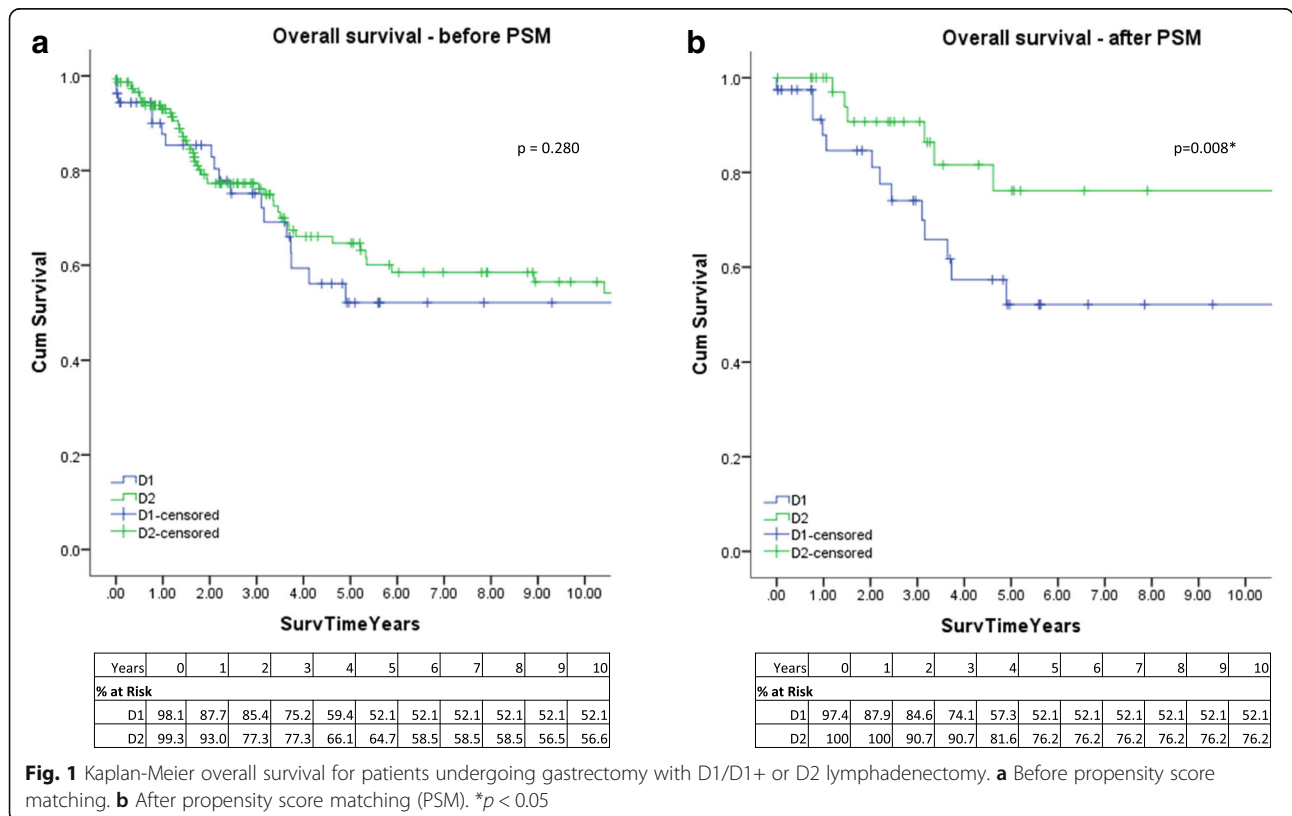 a
Overall survival - before PSM
1.0
0.8
0.6
0.4
0.2
0.0
Cum Survival
p = 0.280
D1
D2
D1-censored
D2-censored
.00 1.00 2.00 3.00 4.00 5.00 6.00 7.00 8.00 9.00 10.00
SurvTimeYears
Years 0 1 2 3 4 5 6 7 8 9 10
% at Risk
D1 98.1 87.7 85.4 75.2 59.4 52.1 52.1 52.1 52.1 52.1 52.1
D2 99.3 93.0 77.3 77.3 66.1 64.7 58.5 58.5 58.5 56.5 56.6
b
Overall survival - after PSM
1.0
0.8
0.6
0.4
0.2
0.0
Cum Survival
p=0.008*
D1
D2
D1-censored
D2-censored
.00 1.00 2.00 3.00 4.00 5.00 6.00 7.00 8.00 9.00 10.00
SurvTimeYears
Years 0 1 2 3 4 5 6 7 8 9 10
% at Risk
D1 97.4 87.9 84.6 74.1 57.3 52.1 52.1 52.1 52.1 52.1 52.1
D2 100 100 90.7 90.7 81.6 76.2 76.2 76.2 76.2 76.2 76.2
Fig. 1 Kaplan-Meier overall survival for patients undergoing gastrectomy with D1/D1+ or D2 lymphadenectomy. a Before propensity score
matching. b After propensity score matching (PSM). *p < 0.05